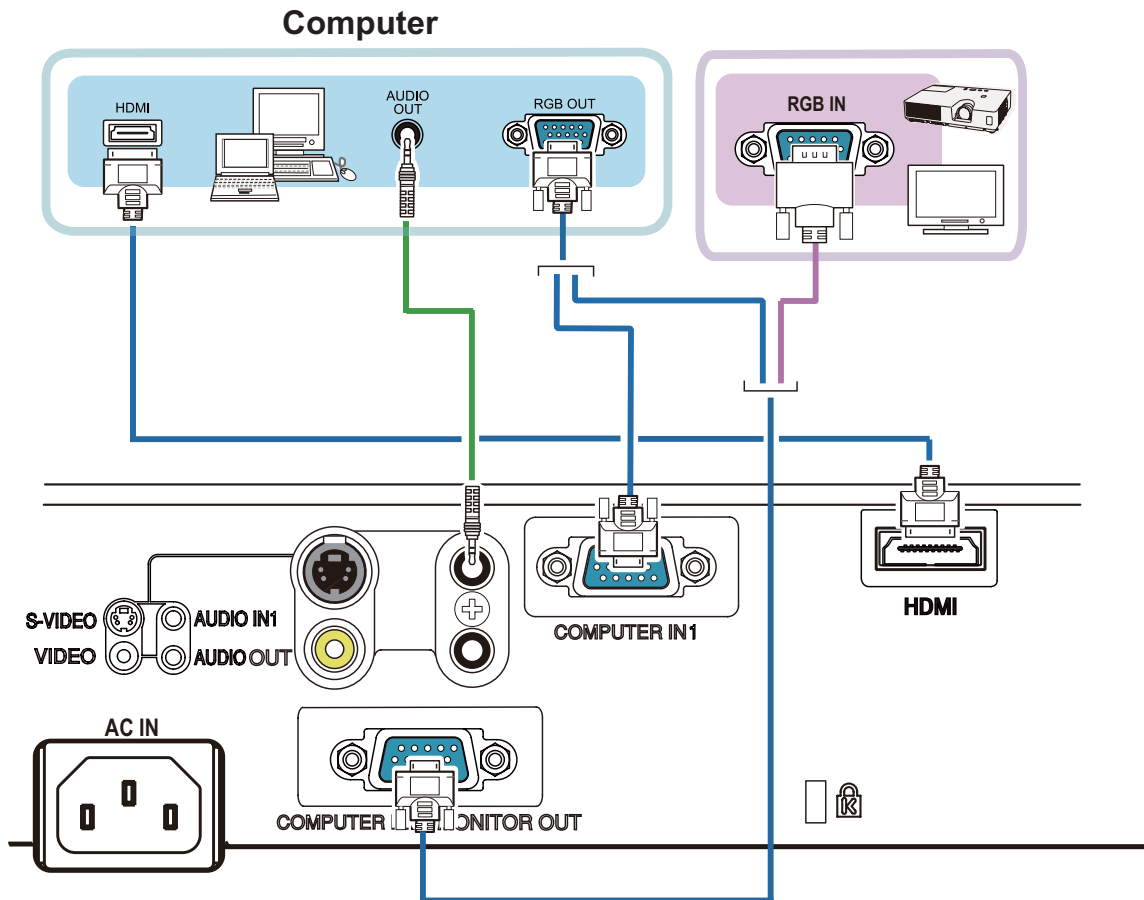 Computer
HDMI
AUDIO
OUT
RGB OUT
RGB IN
S-VIDEO
AUDIO IN1
VIDEO
AUDIO OUT
COMPUTER IN1
HDMI
AC IN
COMPUTER ONITOR OUT
K